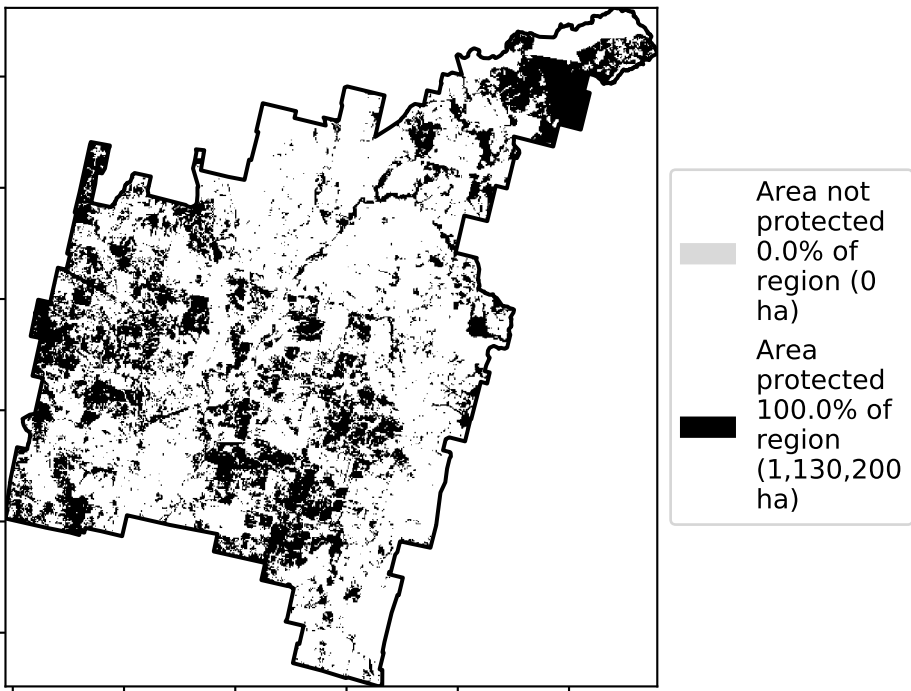 Area not
protected
0.0% of
region (0
ha)
Area
protected
100.0% of
region
(1,130,200
ha)